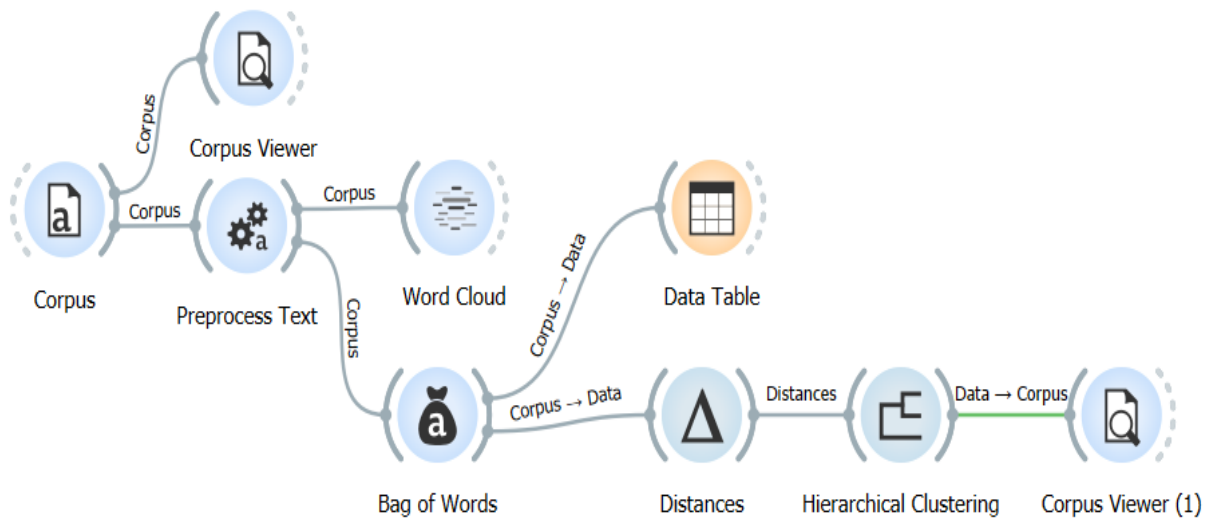 Corpus
Corpus Viewer
Corpus
Corpus
a
a
Corpus
Preprocess Text
Word Cloud
Data Table
Corpus
Corpus → Data
Corpus → Data
a
Distances
Data → Corpus
Bag of Words
Distances
Hierarchical Clustering
Corpus Viewer (1)